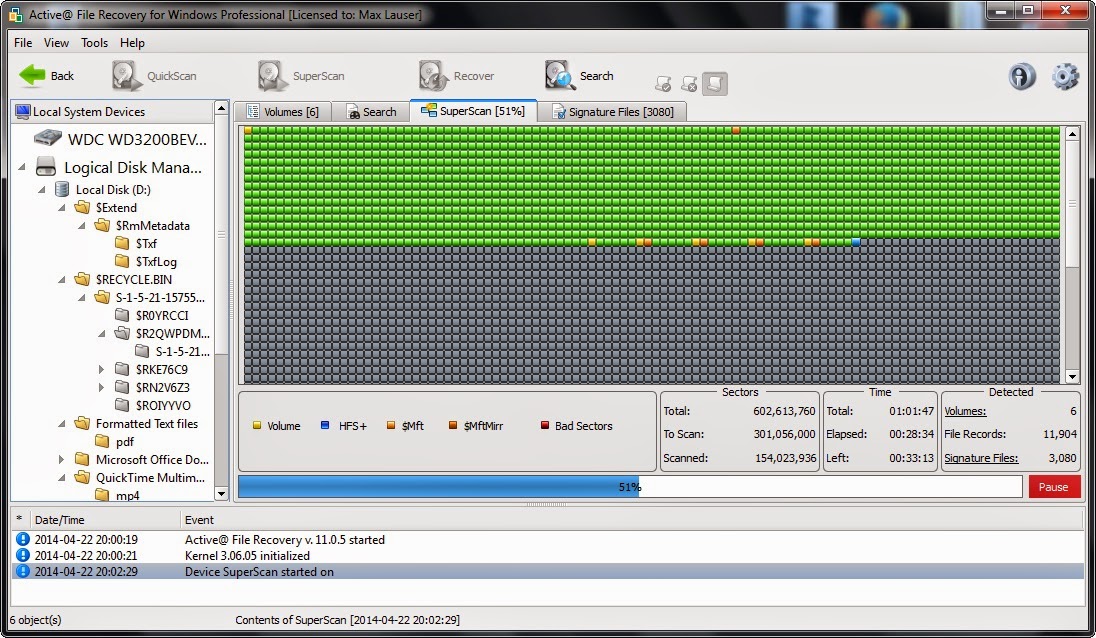 Active@ File Recovery for Windows Professional [Licensed to: Max Lauser]
File View Tools Help
Back QuickScan SuperScan Recover Search
Local System Devices
Volumes [6] Search SuperScan [51%] Signature Files [3080]
WDC WD3200BEV...
Logical Disk Mana...
Local Disk (D:)
$Extend
$RmMetadata
$Txf
$TxfLog
$RECYCLE.BIN
S-1-5-21-15755...
$R0YRCCI
$R2QWPDM...
S-1-5-21...
$RKE76C9
$RN2V6Z3
$ROIYYVO
Formatted Text files
pdf
Microsoft Office Do...
QuickTime Multim...
mp4
Volume HFS+ $Mft $MftMirr Bad Sectors
Sectors
Total: 602,613,760
To Scan: 301,056,000
Scanned: 154,023,936
Time
Total: 01:01:47
Elapsed: 00:28:34
Left: 00:33:13
Detected
Volumes: 6
File Records: 11,904
Signature Files: 3,080
51%
Pause
* Date/Time Event
2014-04-22 20:00:19 Active@ File Recovery v. 11.0.5 started
2014-04-22 20:00:21 Kernel 3.06.05 initialized
2014-04-22 20:02:29 Device SuperScan started on
6 object(s) Contents of SuperScan [2014-04-22 20:02:29]